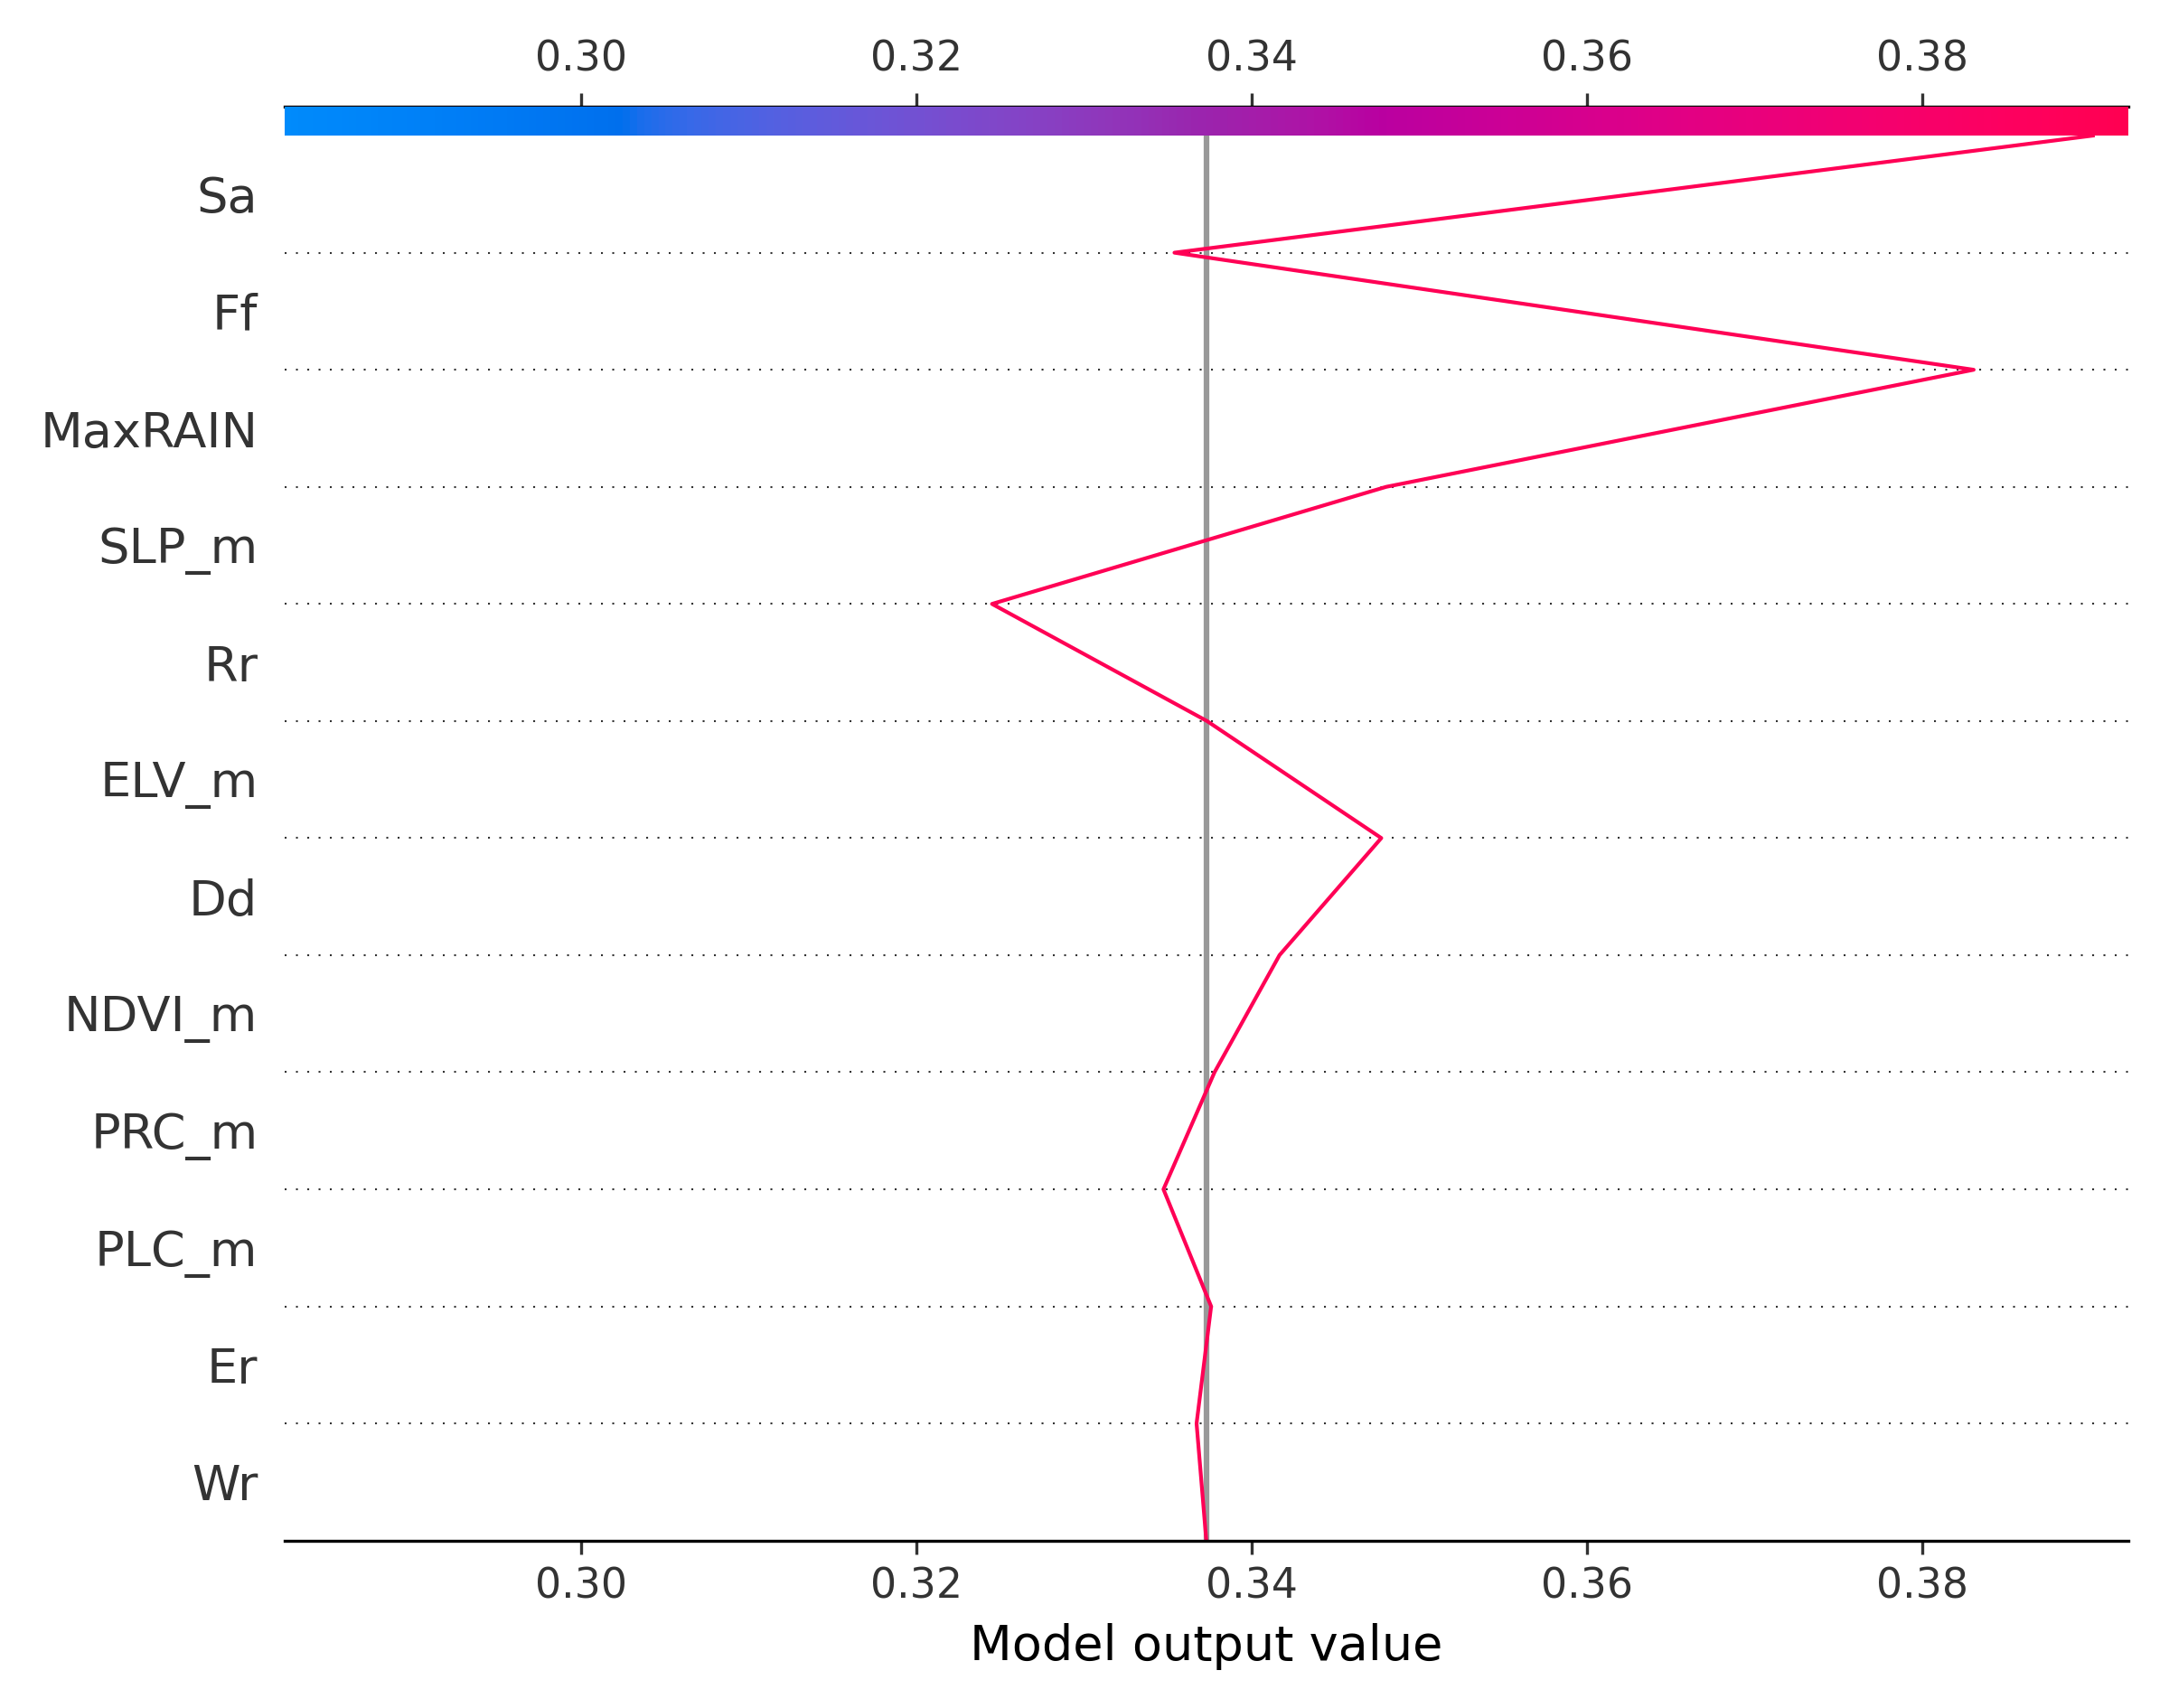 0.30 0.32 0.34 0.36 0.38
Sa
Ff
MaxRAIN
SLP_m
Rr
ELV_m
Dd
NDVI_m
PRC_m
PLC_m
Er
Wr
0.30 0.32 0.34 0.36 0.38
Model output value